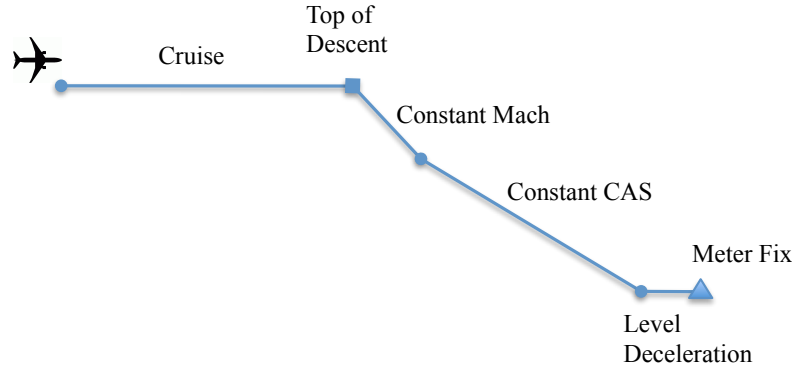 Top of
Descent
Cruise
Constant Mach
Constant CAS
Meter Fix
Level
Deceleration